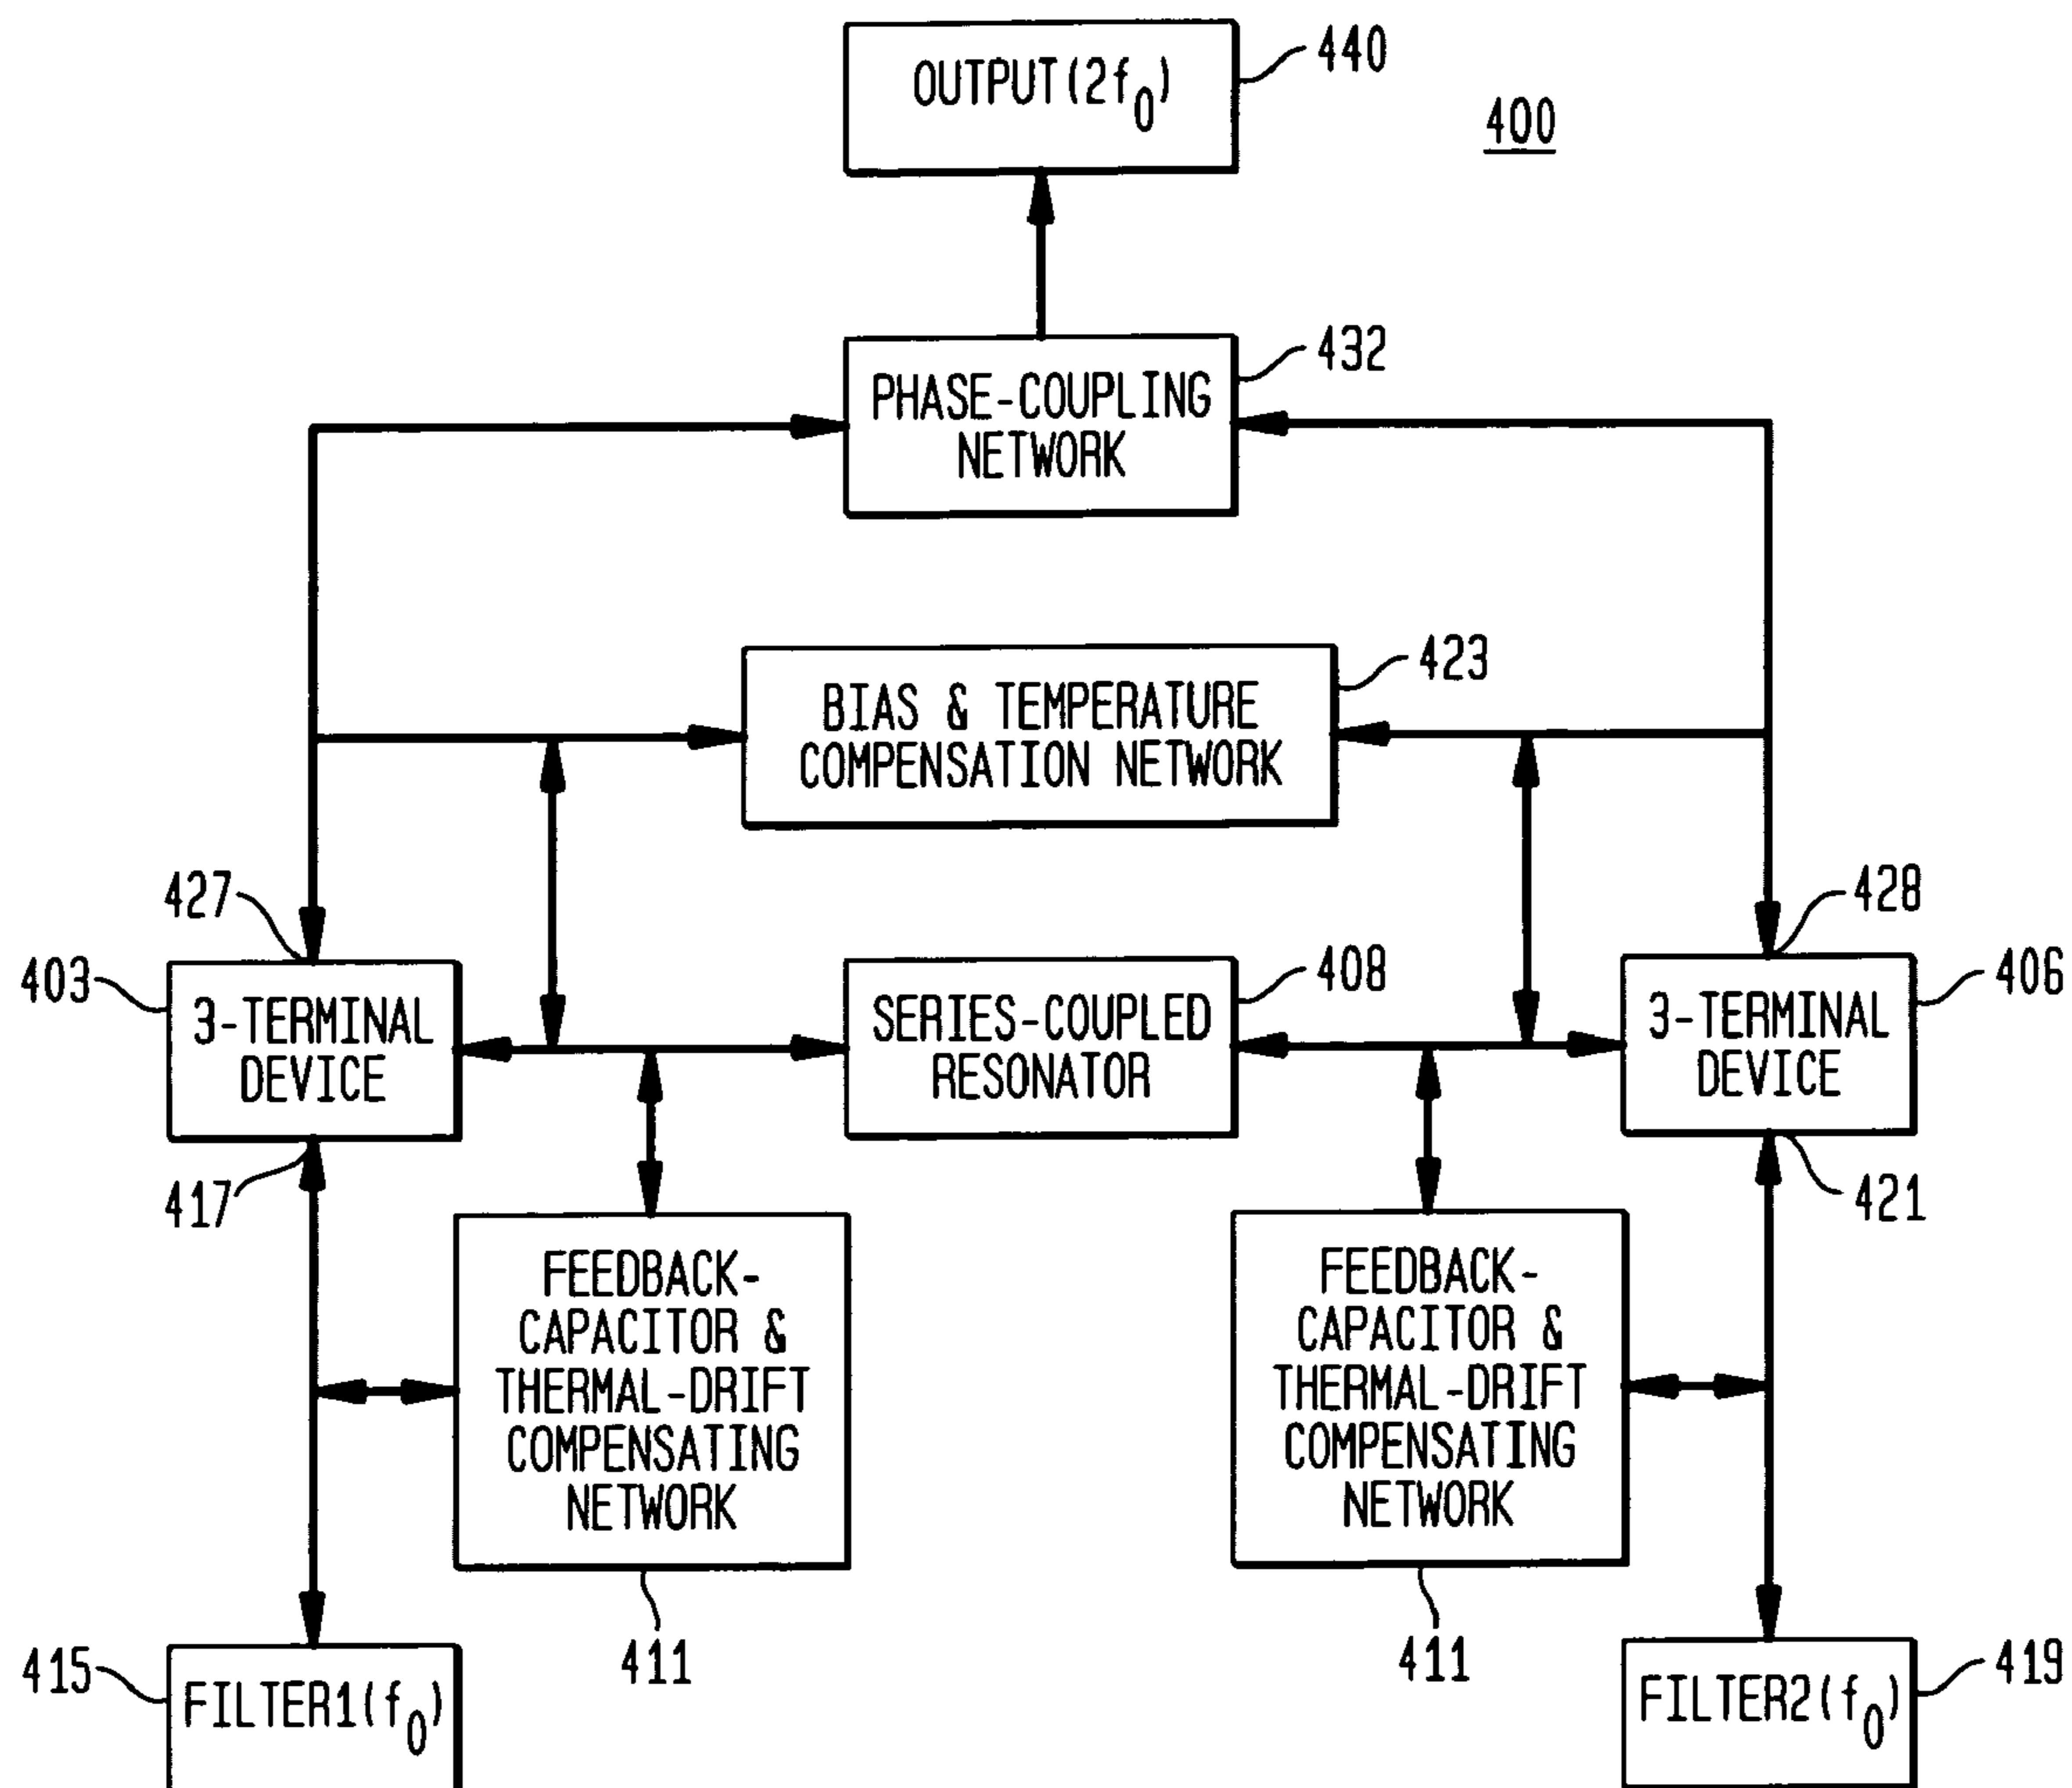 OUTPUT(2f0)
440
400
432
PHASE-COUPLING
NETWORK
423
BIAS & TEMPERATURE
COMPENSATION NETWORK
427
428
403
3-TERMINAL
DEVICE
408
SERIES-COUPLED
RESONATOR
406
3-TERMINAL
DEVICE
417
421
FEEDBACK-
CAPACITOR &
THERMAL-DRIFT
COMPENSATING
NETWORK
FEEDBACK-
CAPACITOR &
THERMAL-DRIFT
COMPENSATING
NETWORK
411
411
415
FILTER1(f0)
419
FILTER2(f0)